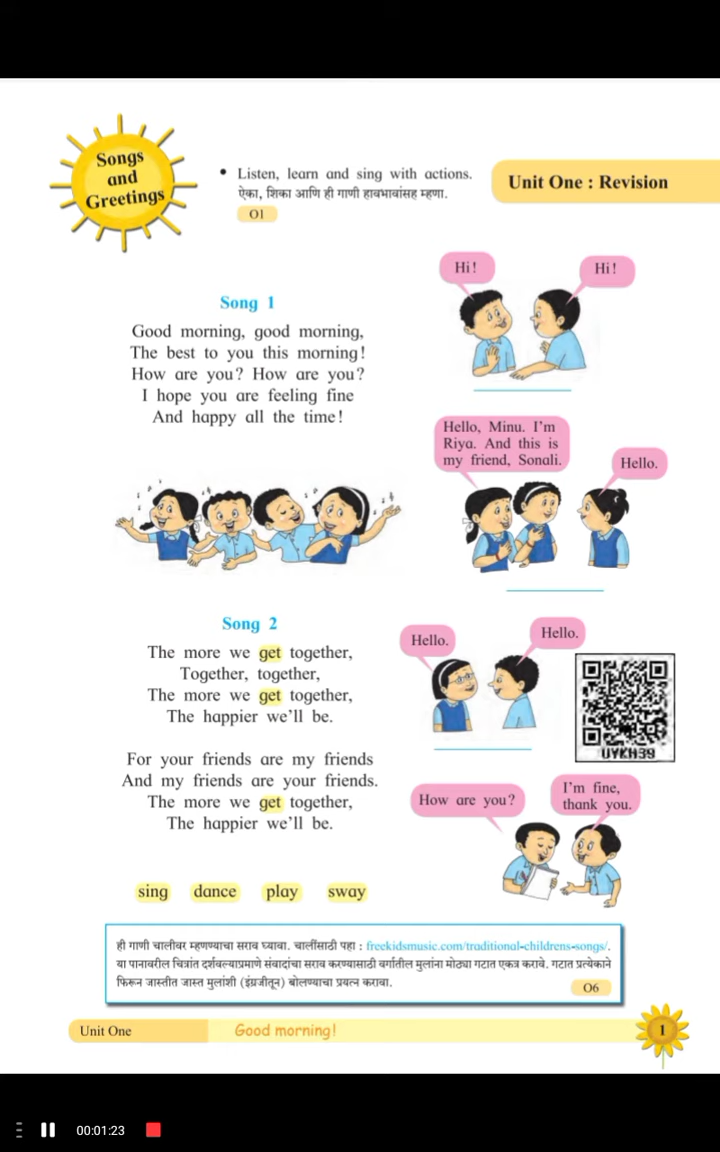 Songs
and
Greetings
• Listen, learn and sing with actions.
ऐका, शिका आणि ही गाणी हावभावांसह म्हणा.
O1
Unit One : Revision
Hi!
Hi!
Song 1
Good morning, good morning,
The best to you this morning!
How are you? How are you?
I hope you are feeling fine
And happy all the time!
Hello, Minu. I'm
Riya. And this is
my friend, Sonali.
Hello.
Song 2
The more we get together,
Together, together,
The more we get together,
The happier we'll be.
For your friends are my friends
And my friends are your friends.
The more we get together,
The happier we'll be.
Hello.
Hello.
UYKH39
How are you?
I'm fine,
thank you.
sing dance play sway
ही गाणी चालीवर म्हणण्याचा सराव घ्यावा. चालींसाठी पहा : freekidsmusic.com/traditional-childrens-songs/.
या पानावरील चित्रांत दर्शवल्याप्रमाणे संवादांचा सराव करण्यासाठी वर्गातील मुलांना मोठ्या गटात एकत्र करावे. गटात प्रत्येकाने
फिरून जास्तीत जास्त मुलांशी (इंग्रजीतून) बोलण्याचा प्रयत्न करावा.
O6
Unit One
Good morning!
1
00:01:23